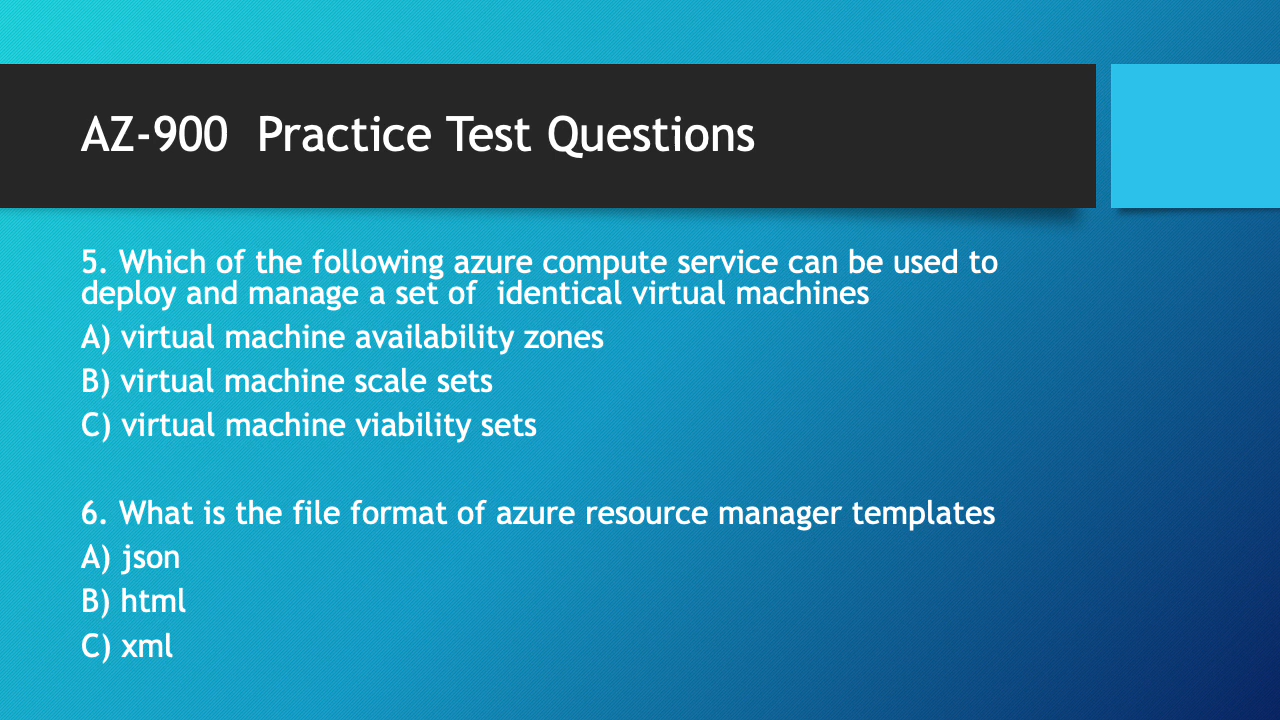 AZ-900  Practice Test Questions
5. Which of the following azure compute service can be used to
deploy and manage a set of  identical virtual machines
A) virtual machine availability zones
B) virtual machine scale sets
C) virtual machine viability sets
6. What is the file format of azure resource manager templates
A) json
B) html
C) xml